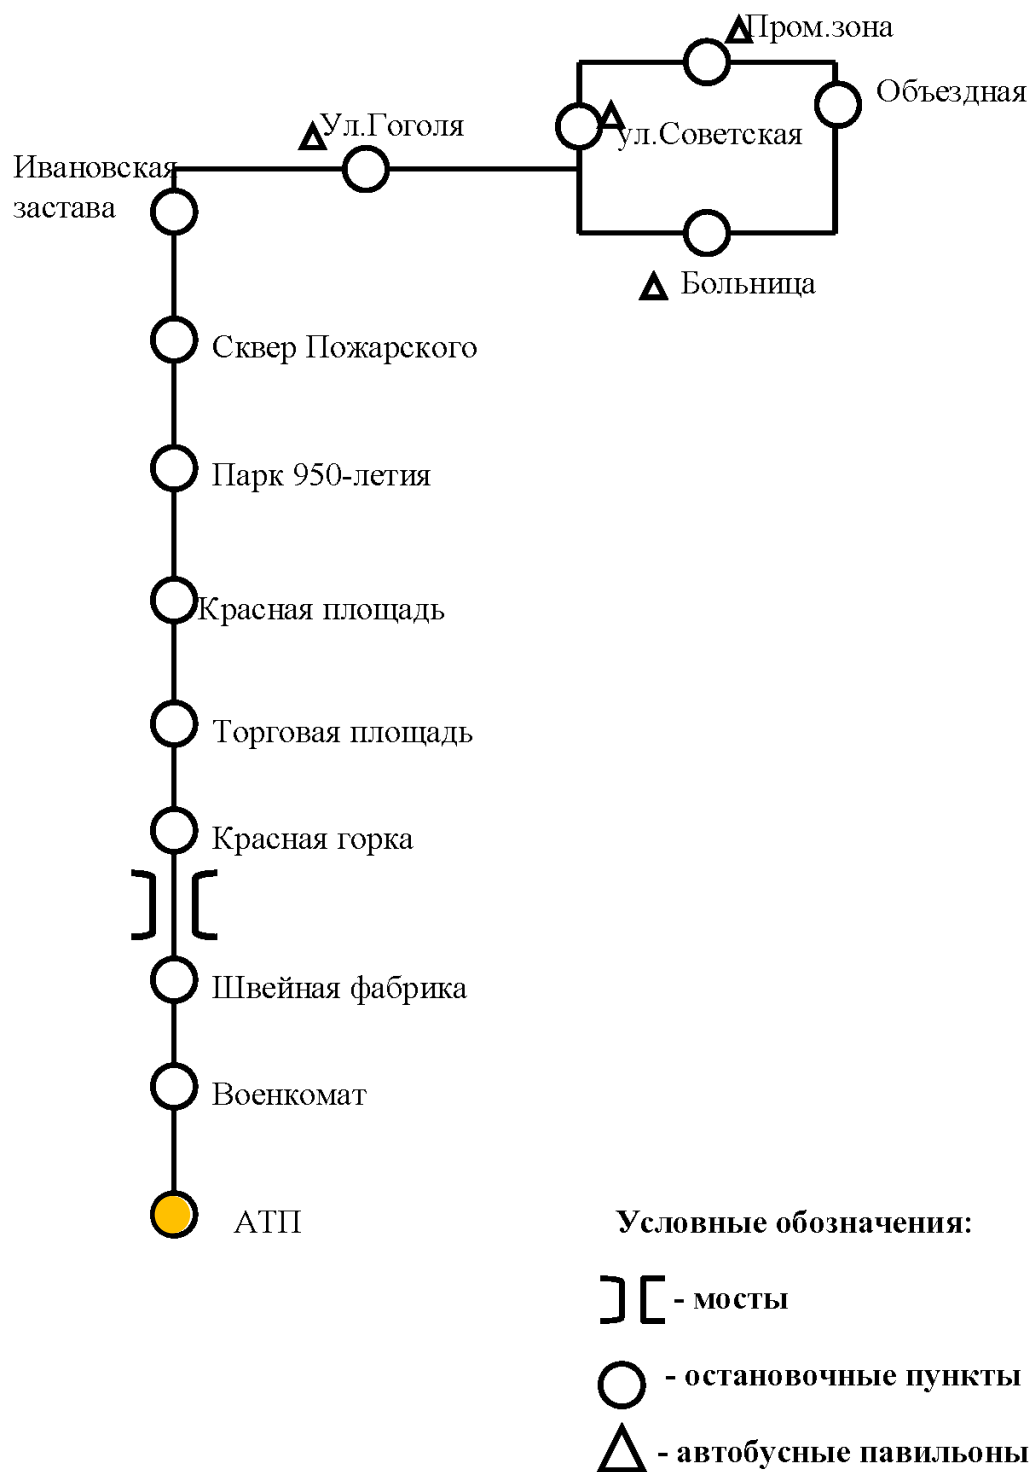 Пром.зона
Объездная
Ул.Гоголя
ул.Советская
Ивановская
застава
Больница
Сквер Пожарского
Парк 950-летия
Красная площадь
Торговая площадь
Красная горка
Швейная фабрика
Военкомат
АТП
Условные обозначения:
- мосты
- остановочные пункты
- автобусные павильоны